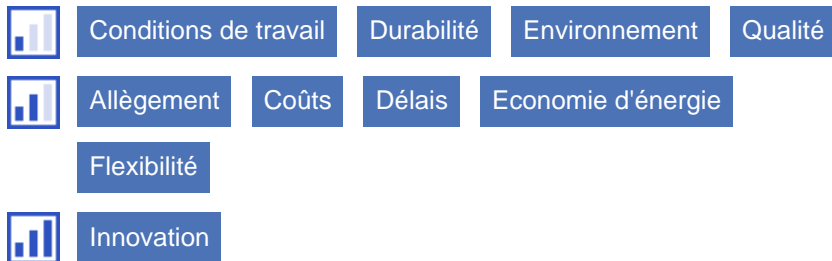 Conditions de travail Durabilité Environnement Qualité
Allègement Coûts Délais Economie d'énergie
Flexibilité
Innovation